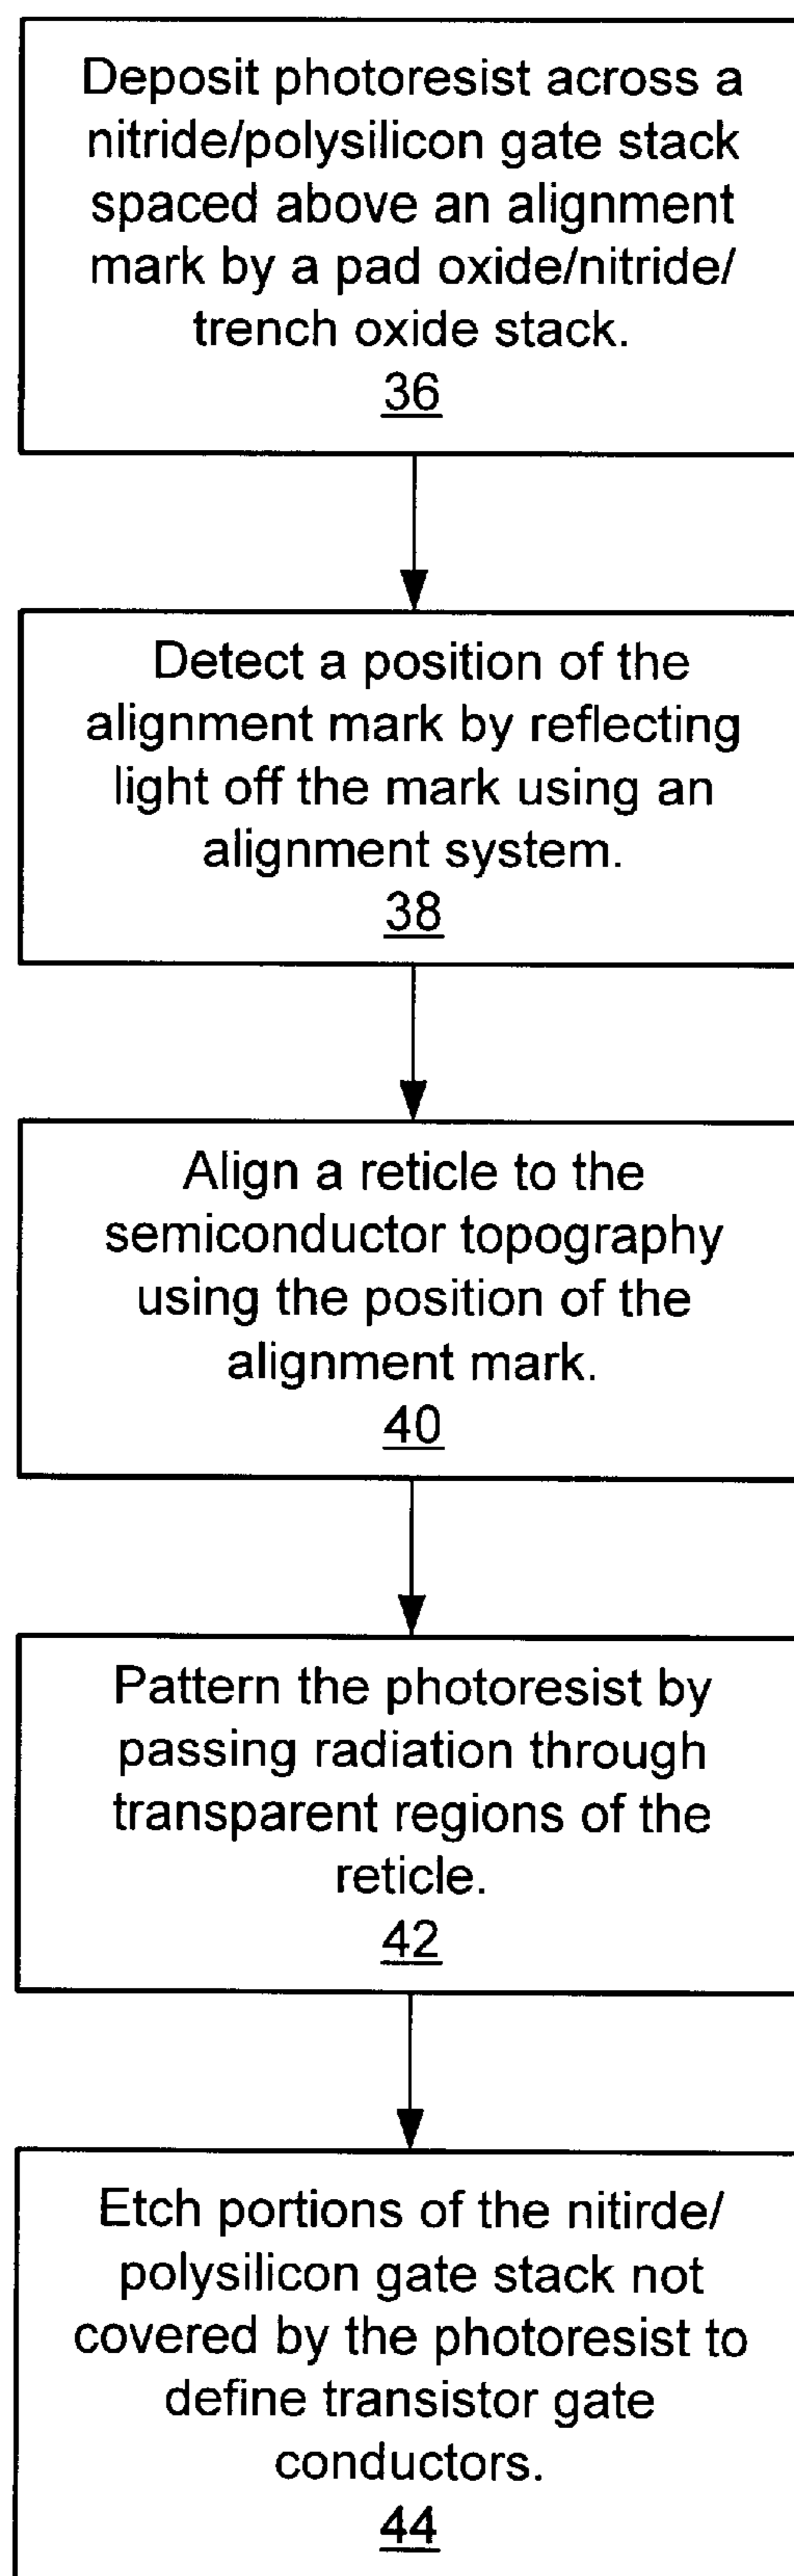 Deposit photoresist across a
nitride/polysilicon gate stack
spaced above an alignment
mark by a pad oxide/nitride/
trench oxide stack.
36
Detect a position of the
alignment mark by reflecting
light off the mark using an
alignment system.
38
Align a reticle to the
semiconductor topography
using the position of the
alignment mark.
40
Pattern the photoresist by
passing radiation through
transparent regions of the
reticle.
42
Etch portions of the nitirde/
polysilicon gate stack not
covered by the photoresist to
define transistor gate
conductors.
44